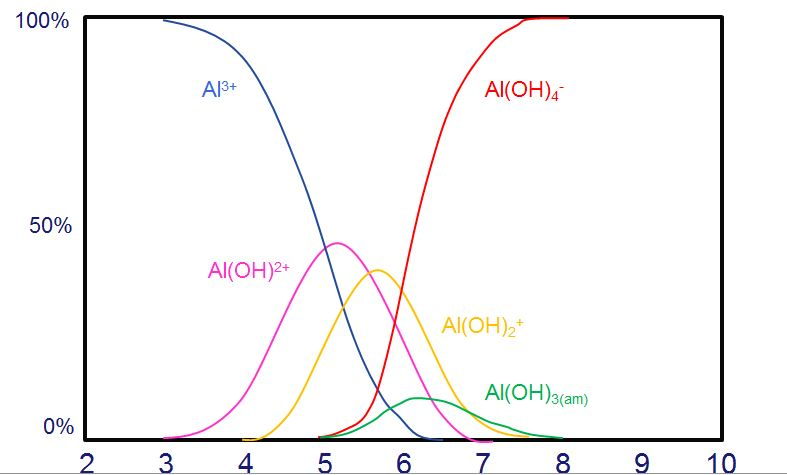 100%
Al³⁺
Al(OH)₄⁻
50%
Al(OH)²⁺
Al(OH)₂⁺
Al(OH)₃₍ₐₘ₎
0%
2 3 4 5 6 7 8 9 10